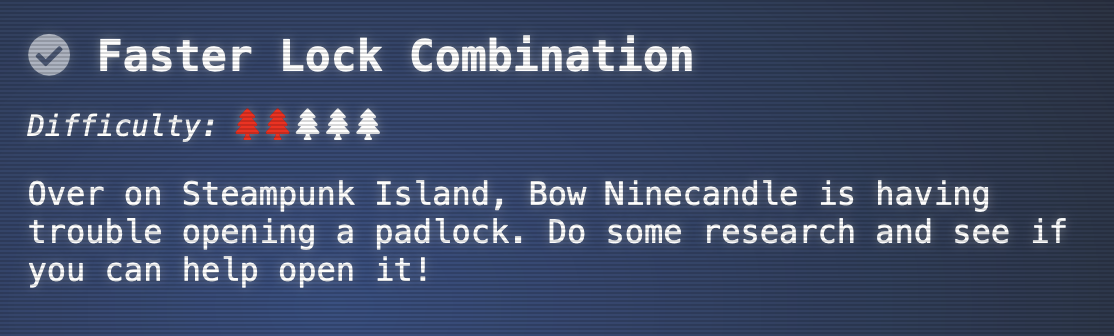 Faster Lock Combination
Difficulty:
Over on Steampunk Island, Bow Ninecandle is having
trouble opening a padlock. Do some research and see if
you can help open it!